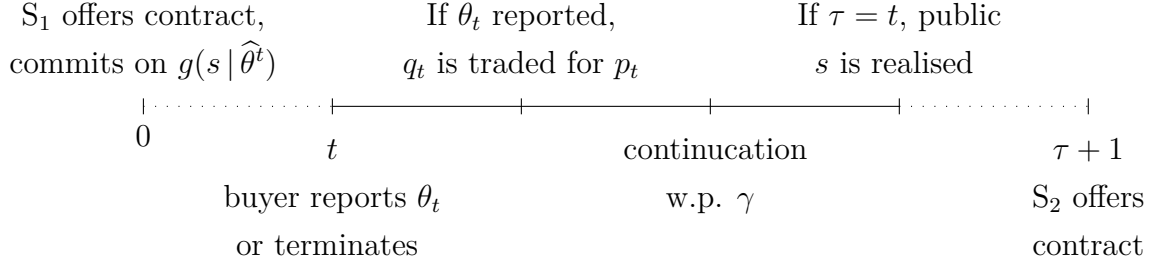 S₁ offers contract,
commits on g(s | θ̂ᵗ)
If θₜ reported,
qₜ is traded for pₜ
If τ = t, public
s is realised
0
t
buyer reports θₜ
or terminates
continucation
w.p. γ
τ + 1
S₂ offers
contract